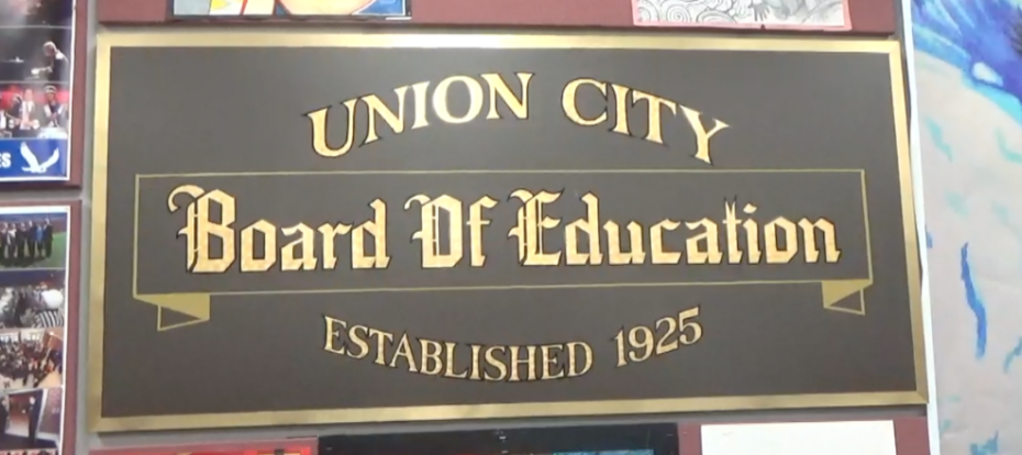 UNION CITY
Board Of Education
ESTABLISHED 1925